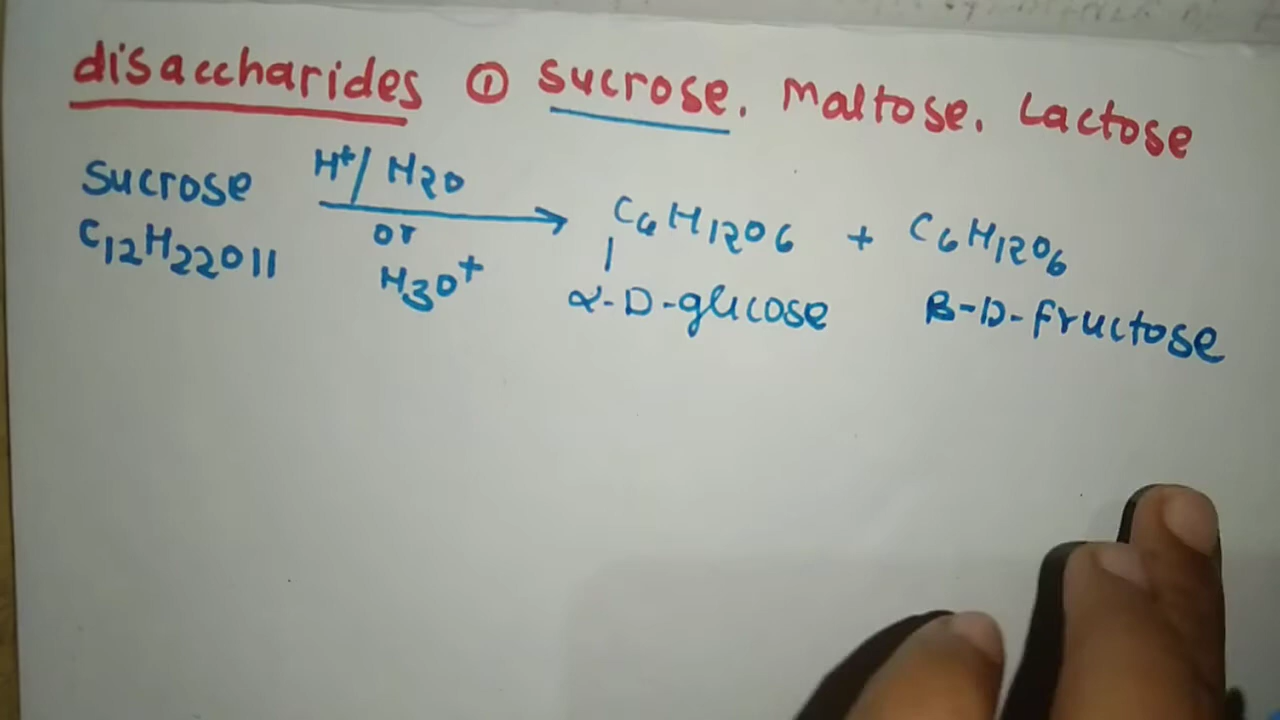 disaccharides ① sucrose. Maltose. Lactose
sucrose H+/H2O C6H12O6 + C6H12O6
C12H22O11 or H3O+ α-D-glucose β-D-fructose